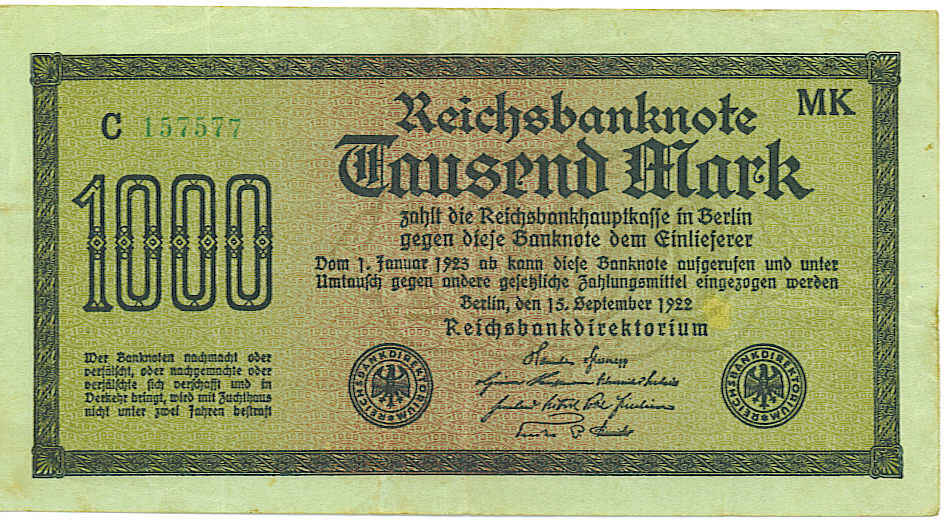 Reichsbanknote
MK
C 157577
Tausend Mark
1000
zahlt die Reichsbankhauptkasse in Berlin
gegen diese Banknote dem Einlieferer
Vom 1. Januar 1923 ab kann diese Banknote aufgerufen und unter
Umtausch gegen andere gesetzliche Zahlungsmittel eingezogen werden
Berlin, den 15. September 1922
Reichsbankdirektorium
Wer Banknoten nachmacht oder
verfälscht, oder nachgemachte oder
verfälschte sich verschafft und in
Verkehr bringt, wird mit Zuchthaus
nicht unter zwei Jahren bestraft
REICHSBANKDIREKTORIUM
REICHSBANKDIREKTORIUM